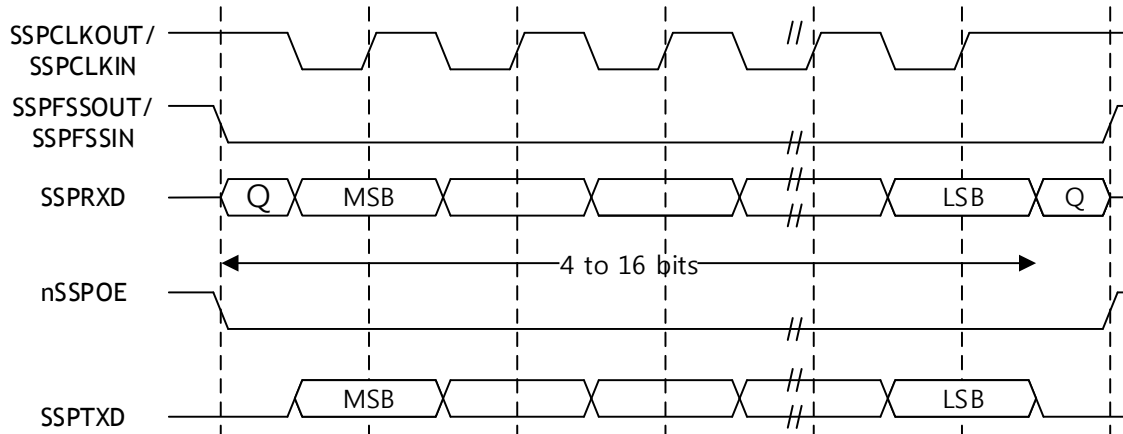 SSPCLKOUT/
SSPCLKIN
SSPFSSOUT/
SSPFSSIN
SSPRXD
Q MSB LSB Q
4 to 16 bits
nSSPOE
SSPTXD
MSB LSB